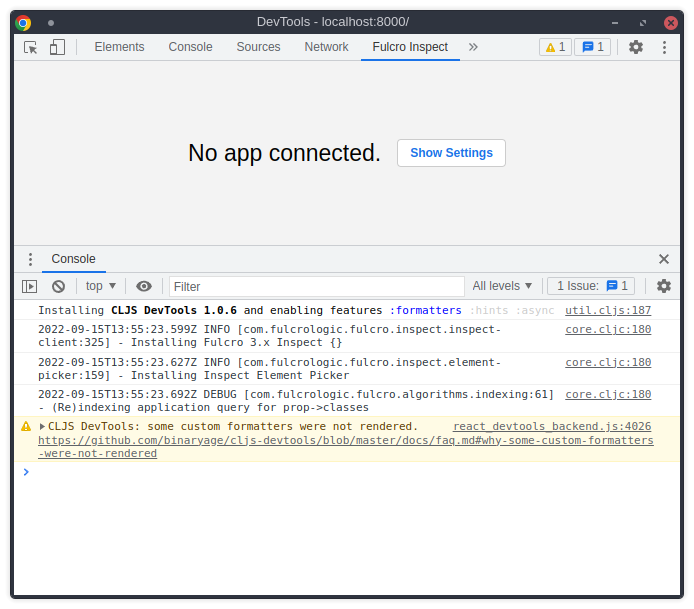 DevTools - localhost:8000/
Elements Console Sources Network Fulcro Inspect » 1 1
No app connected. Show Settings
Console
top Filter All levels 1 Issue: 1
Installing CLJS DevTools 1.0.6 and enabling features :formatters :hints :async util.cljs:187
2022-09-15T13:55:23.599Z INFO [com.fulcrologic.fulcro.inspect.inspect- core.cljc:180
client:325] - Installing Fulcro 3.x Inspect {}
2022-09-15T13:55:23.627Z INFO [com.fulcrologic.fulcro.inspect.element- core.cljc:180
picker:159] - Installing Inspect Element Picker
2022-09-15T13:55:23.692Z DEBUG [com.fulcrologic.fulcro.algorithms.indexing:61] core.cljc:180
- (Re)indexing application query for prop->classes
CLJS DevTools: some custom formatters were not rendered. react_devtools_backend.js:4026
https://github.com/binaryage/cljs-devtools/blob/master/docs/faq.md#why-some-custom-formatters
-were-not-rendered